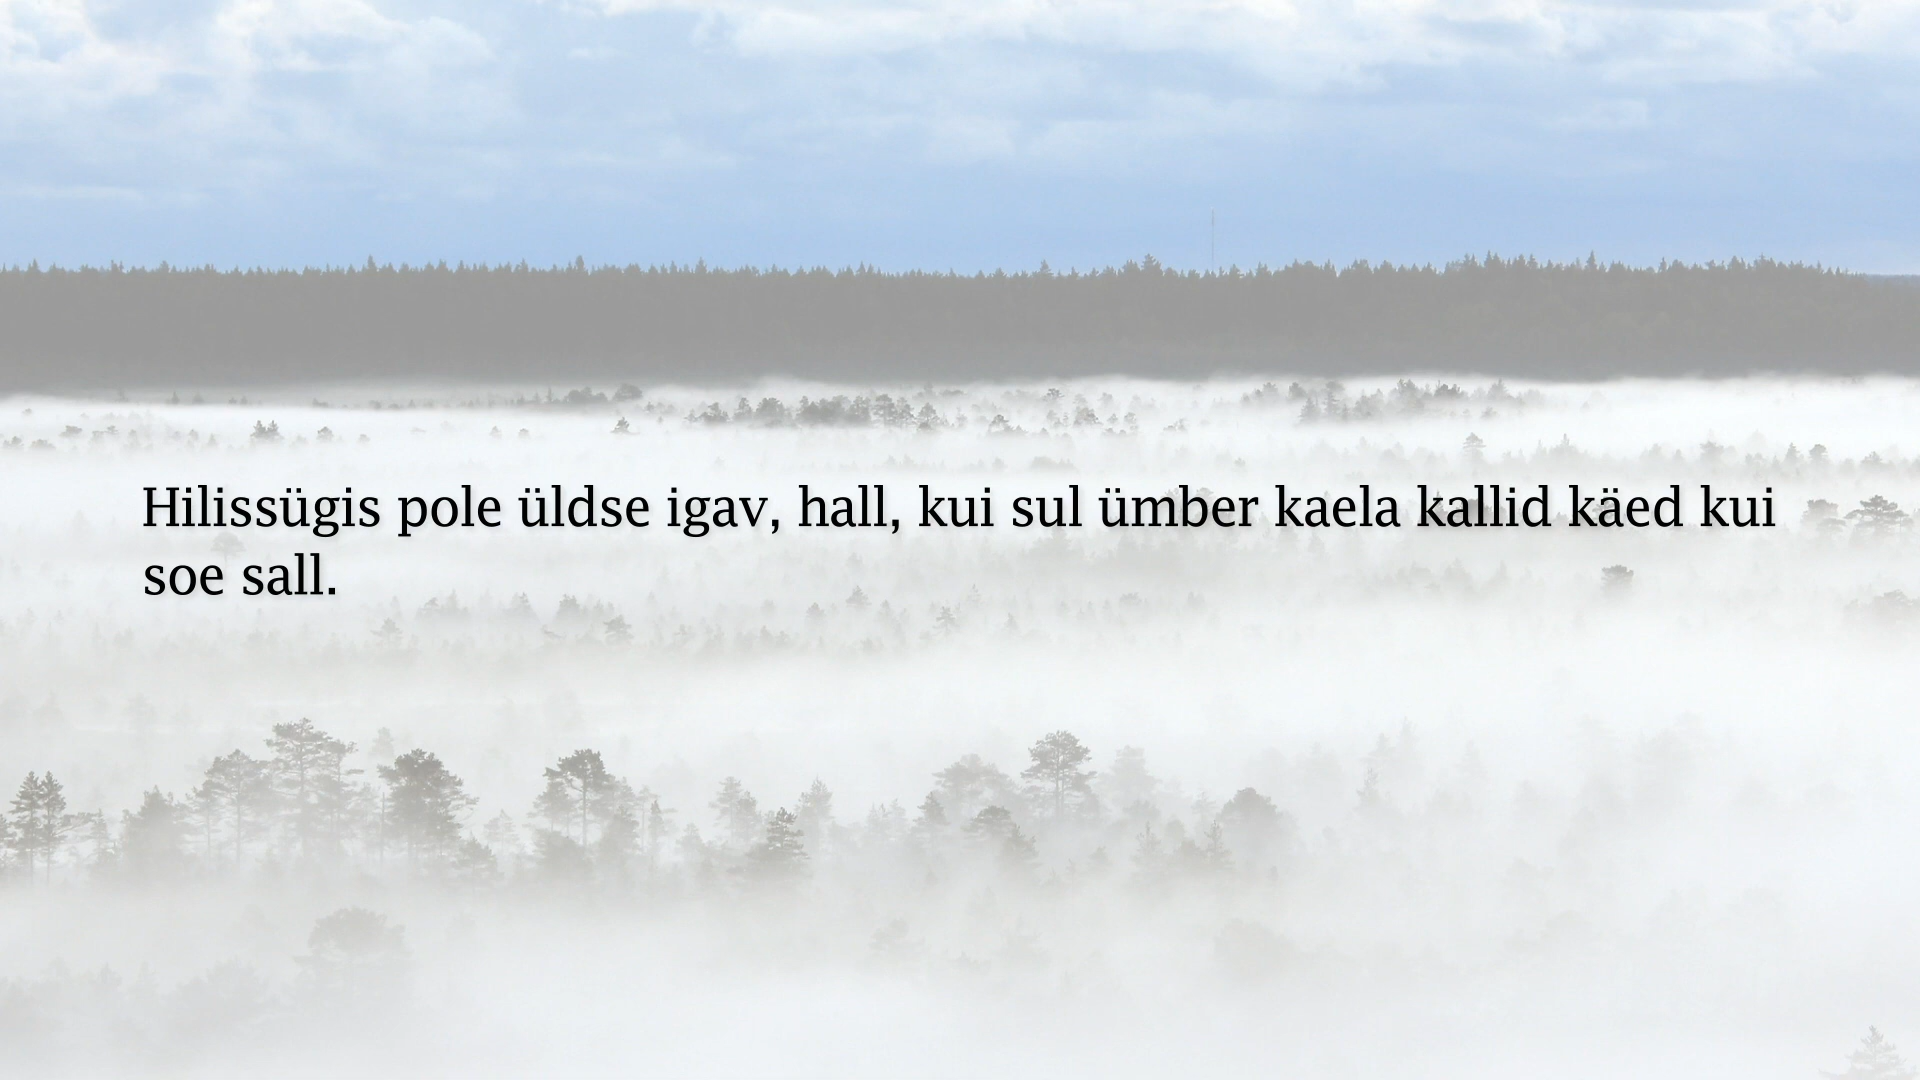 Hilissügis pole üldse igav, hall, kui sul ümber kaela kallid käed kui
soe sall.